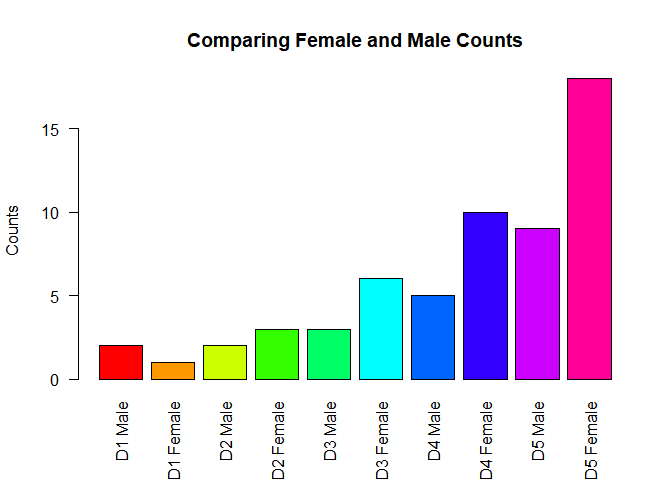 Comparing Female and Male Counts
Counts
15
10
5
0
D1 Male
D1 Female
D2 Male
D2 Female
D3 Male
D3 Female
D4 Male
D4 Female
D5 Male
D5 Female